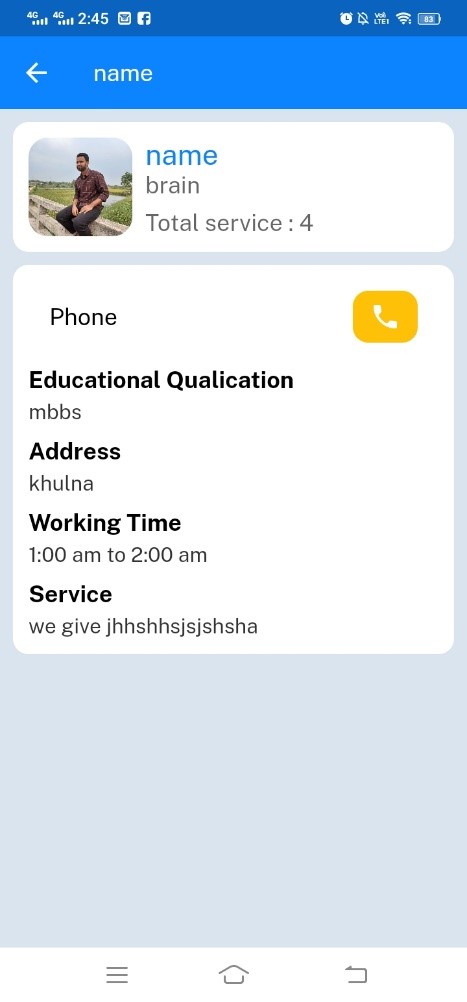 4G 4G 2:45 VoLTE1 83
name
name
brain
Total service : 4
Phone
Educational Qualication
mbbs
Address
khulna
Working Time
1:00 am to 2:00 am
Service
we give jhhshhsjsjshsha